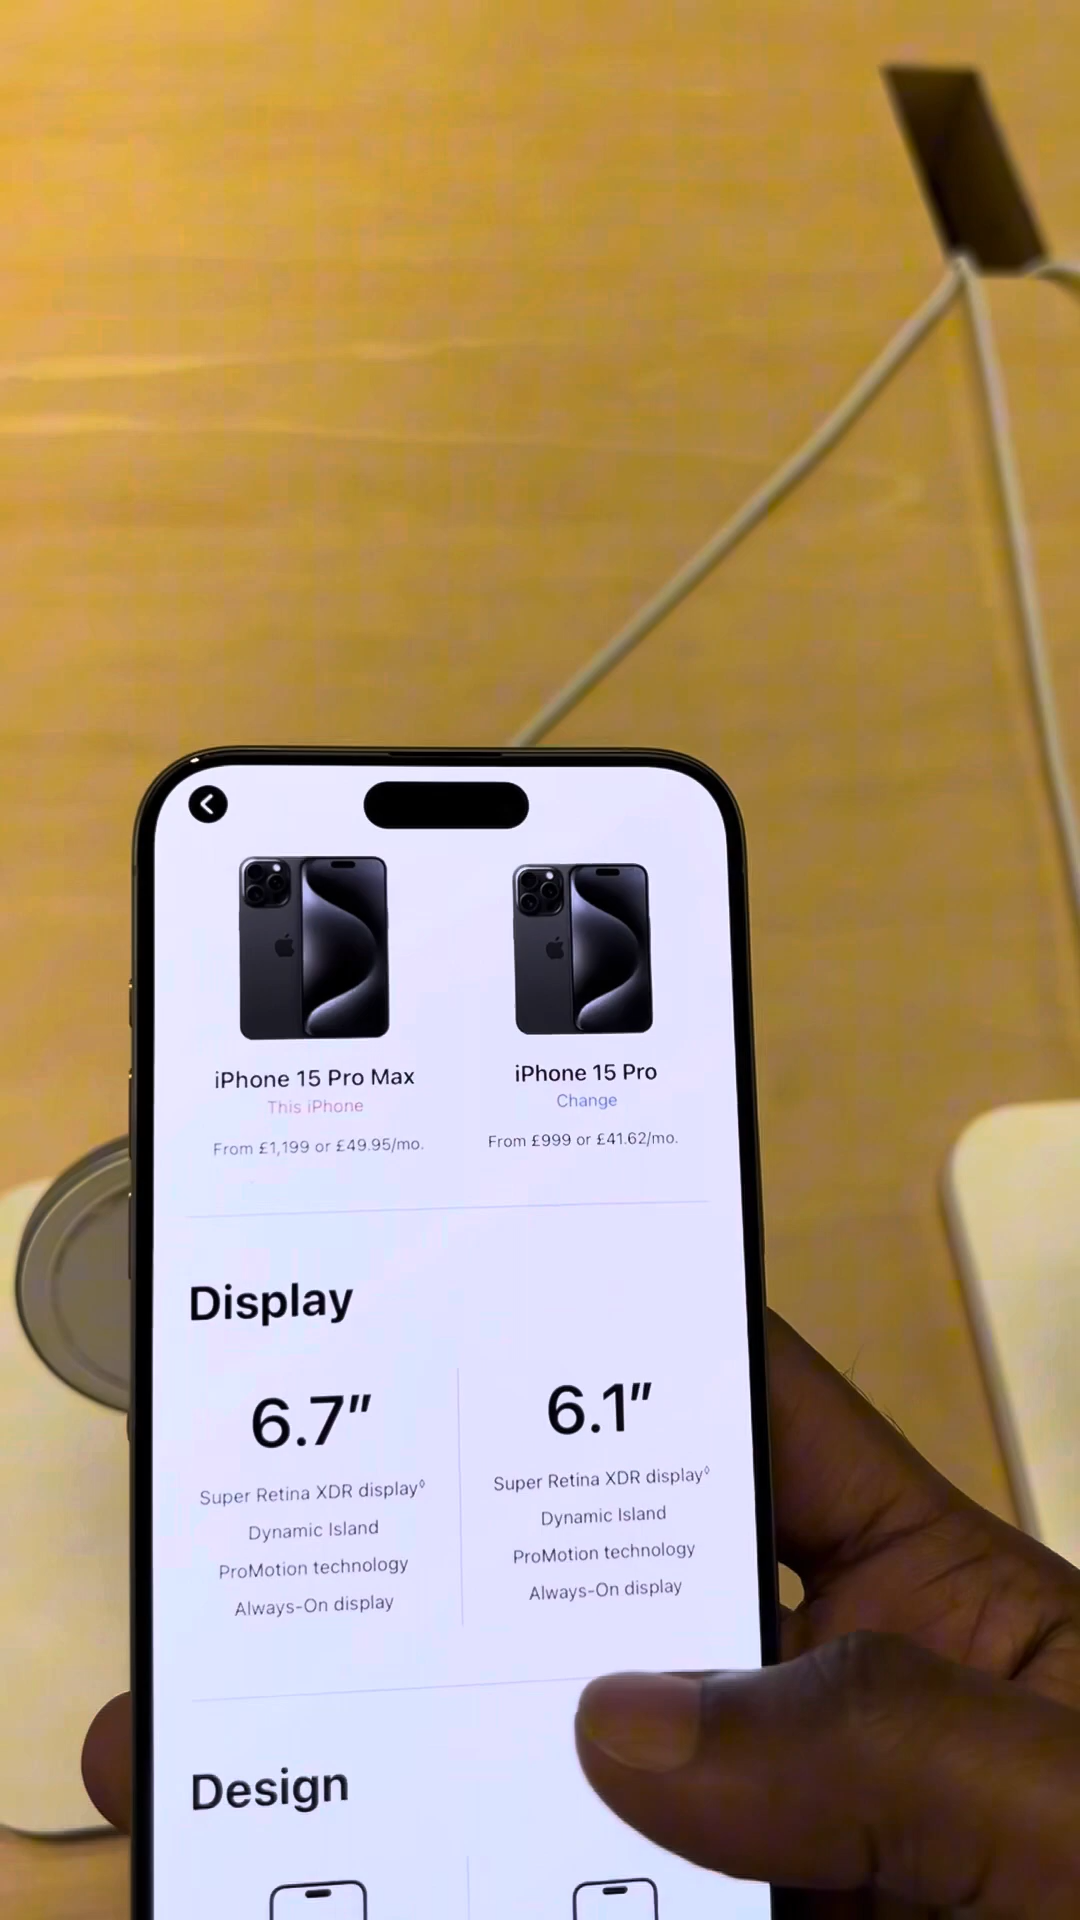 iPhone 15 Pro Max
This iPhone
From £1,199 or £49.95/mo.
iPhone 15 Pro
Change
From £999 or £41.62/mo.
Display
6.7″
Super Retina XDR display◊
Dynamic Island
ProMotion technology
Always-On display
6.1″
Super Retina XDR display◊
Dynamic Island
ProMotion technology
Always-On display
Design